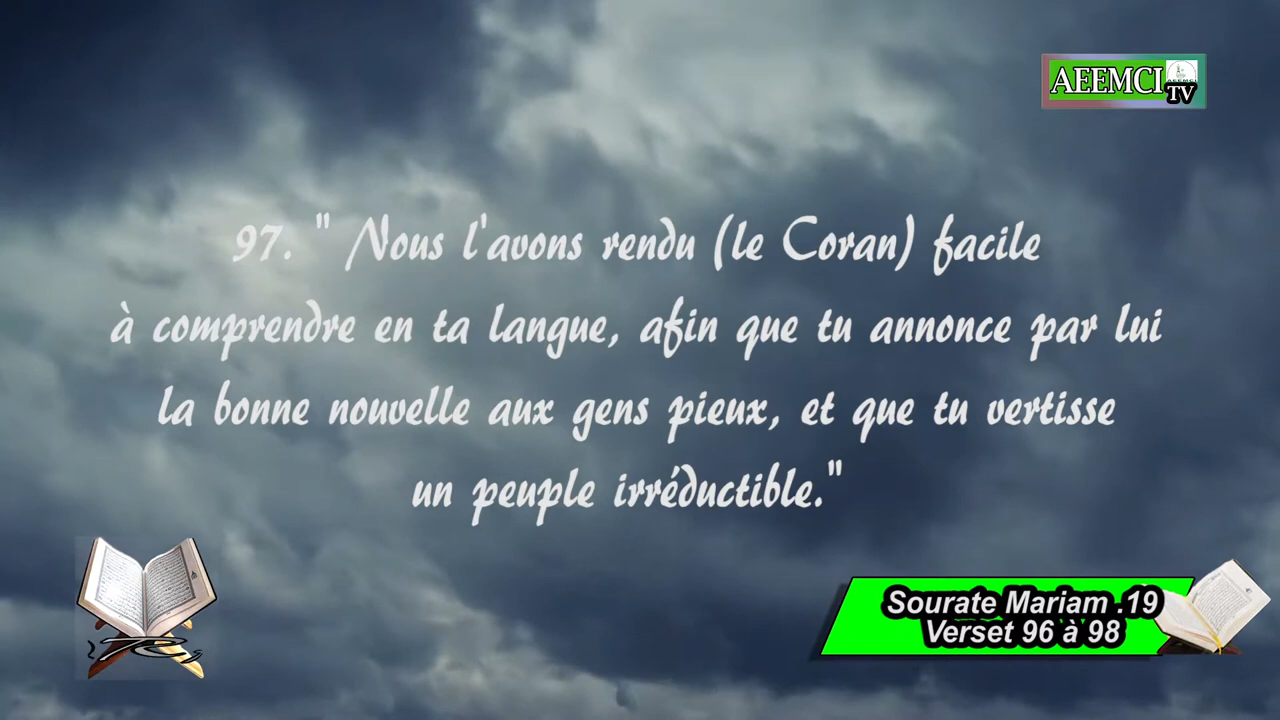 AEEMCI
TV
97. " Nous l'avons rendu (le Coran) facile
à comprendre en ta langue, afin que tu annonce par lui
la bonne nouvelle aux gens pieux, et que tu vertisse
un peuple irréductible."
Sourate Mariam .19
Verset 96 à 98